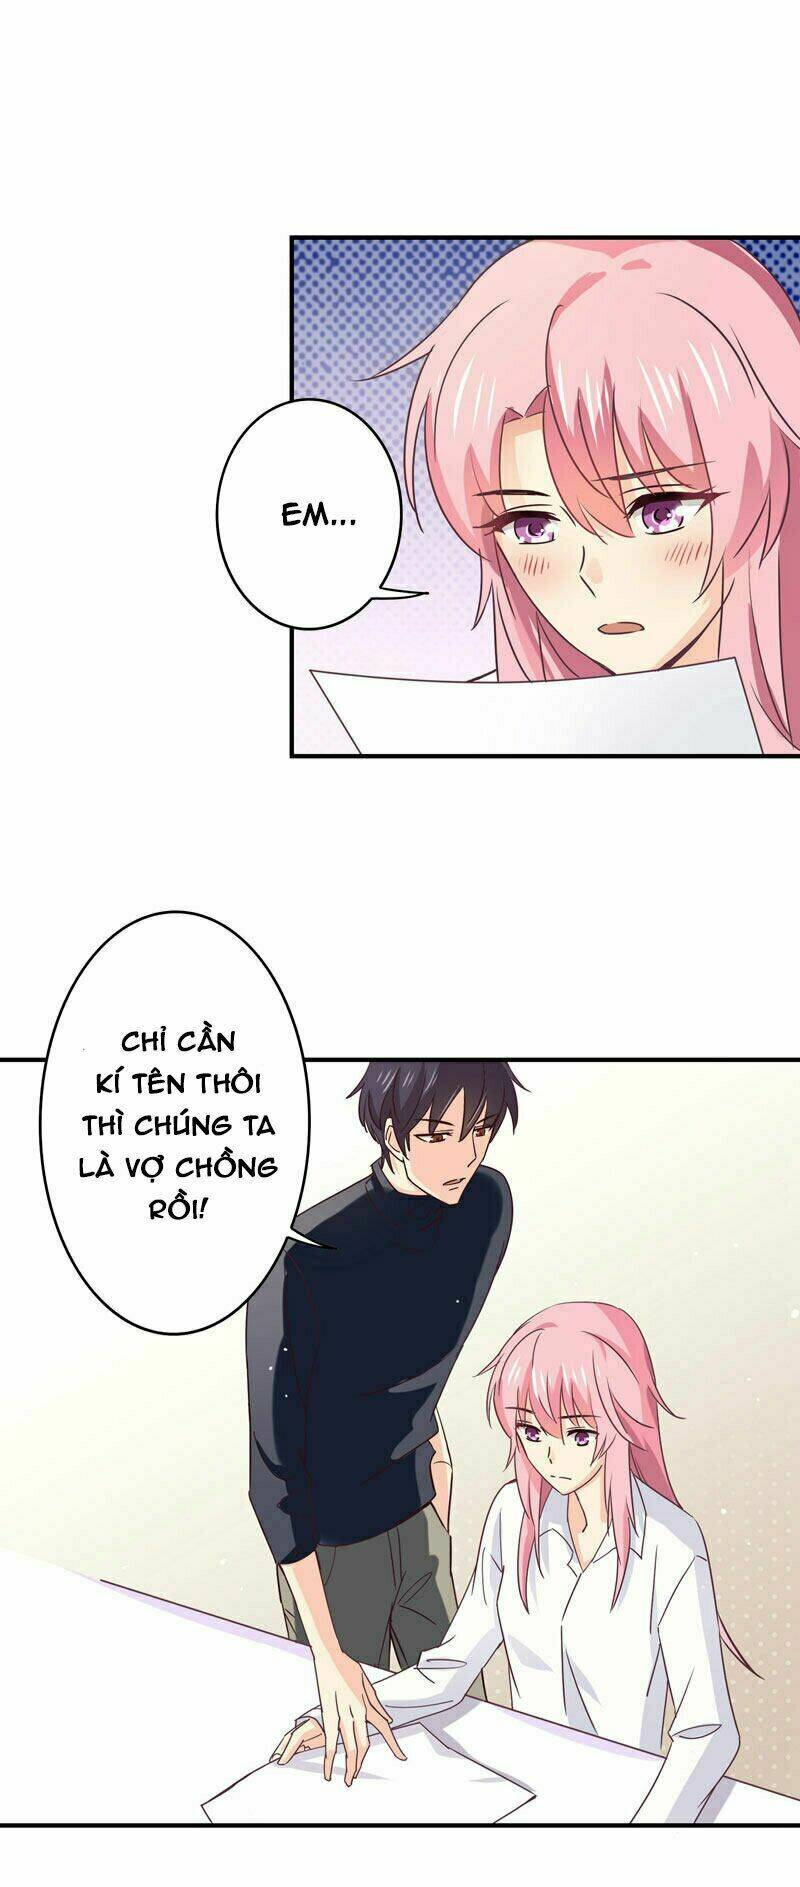 EM...
CHỈ CẦN
KÍ TÊN THÔI
THÌ CHÚNG TA
LÀ VỢ CHỒNG
RỒI!